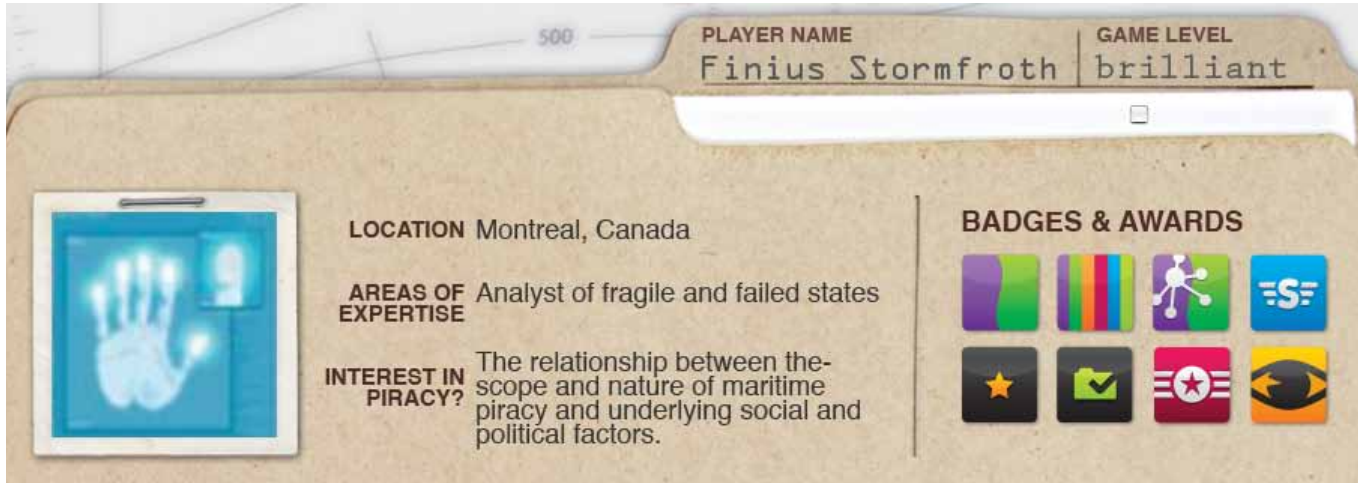 500
PLAYER NAME
GAME LEVEL
Finius Stormfroth
brilliant
LOCATION Montreal, Canada
AREAS OF
EXPERTISE
Analyst of fragile and failed states
INTEREST IN
PIRACY?
The relationship between the-
scope and nature of maritime
piracy and underlying social and
political factors.
BADGES & AWARDS
S